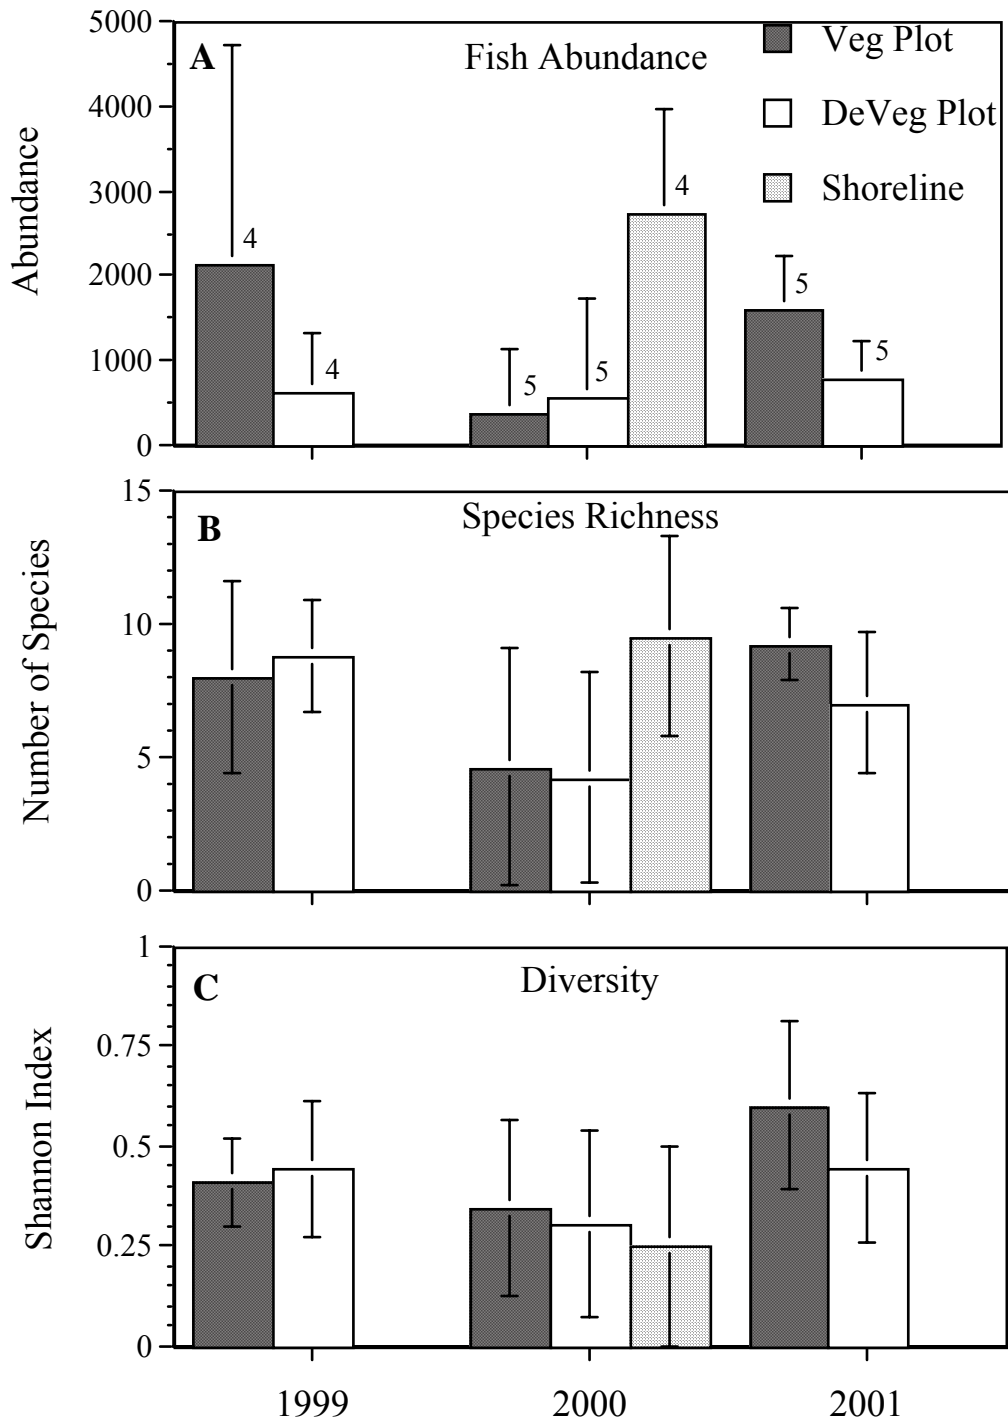 5000
A
Fish Abundance
Veg Plot
DeVeg Plot
Shoreline
4000
3000
2000
1000
0
Abundance
4
4
5
5
4
5
5
15
B
Species Richness
10
5
0
Number of Species
1
C
Diversity
0.75
0.5
0.25
0
Shannon Index
1999
2000
2001